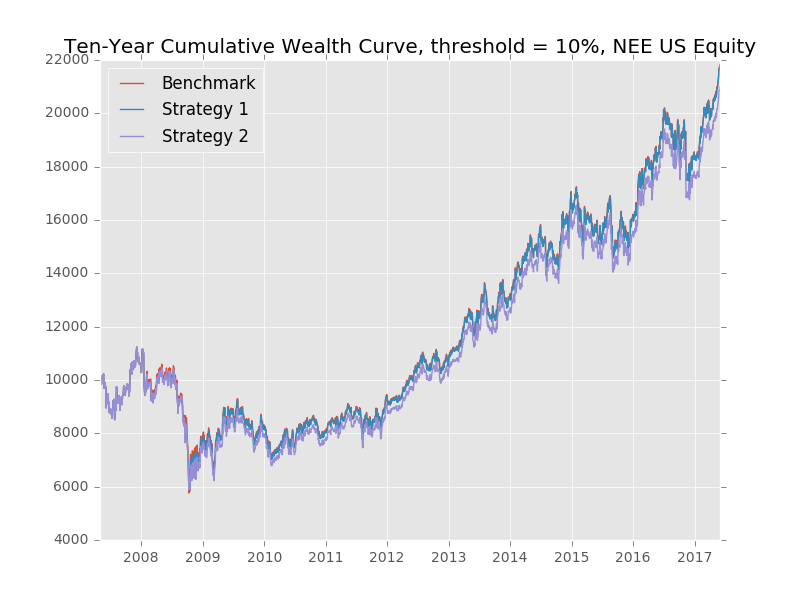 Ten-Year Cumulative Wealth Curve, threshold = 10%, NEE US Equity
22000
20000
18000
16000
14000
12000
10000
8000
6000
4000
Benchmark
Strategy 1
Strategy 2
2008 2009 2010 2011 2012 2013 2014 2015 2016 2017